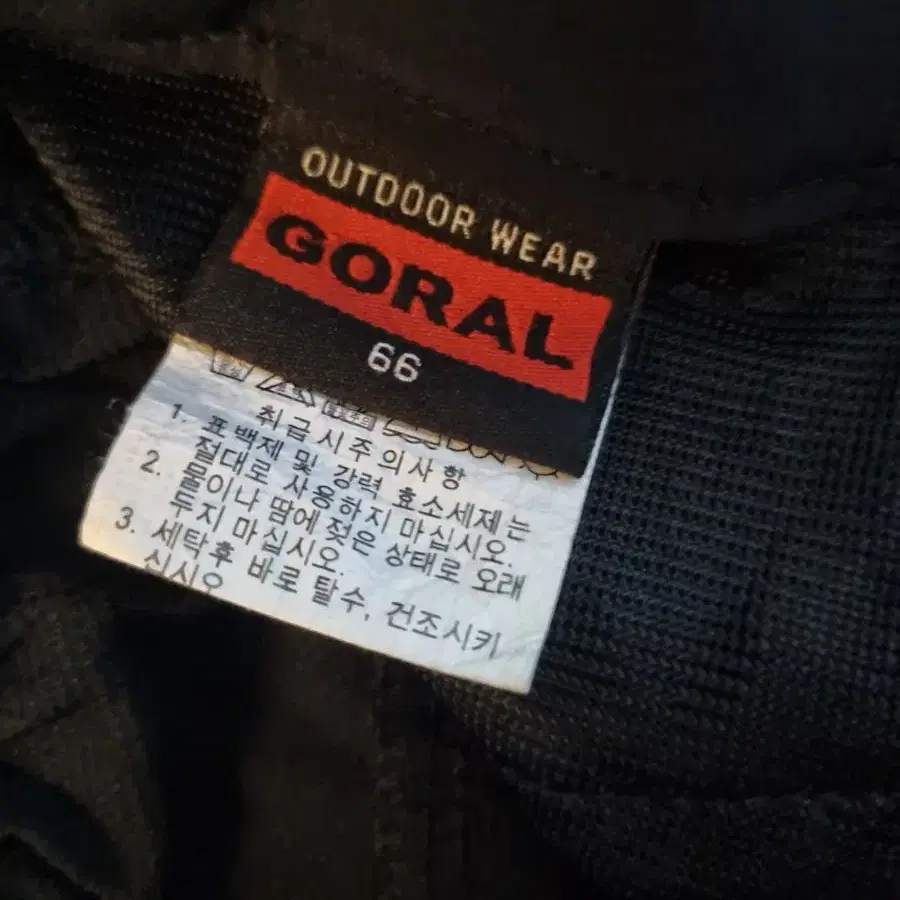 OUTDOOR WEAR
GORAL
66
취급시주의사항
1. 표백제 및 강력 효소세제는
절대로 사용하지 마십시오.
2. 물이나 땀에 젖은 상태로 오래
두지 마십시오
3. 세탁후 바로 탈수, 건조시키
십시오